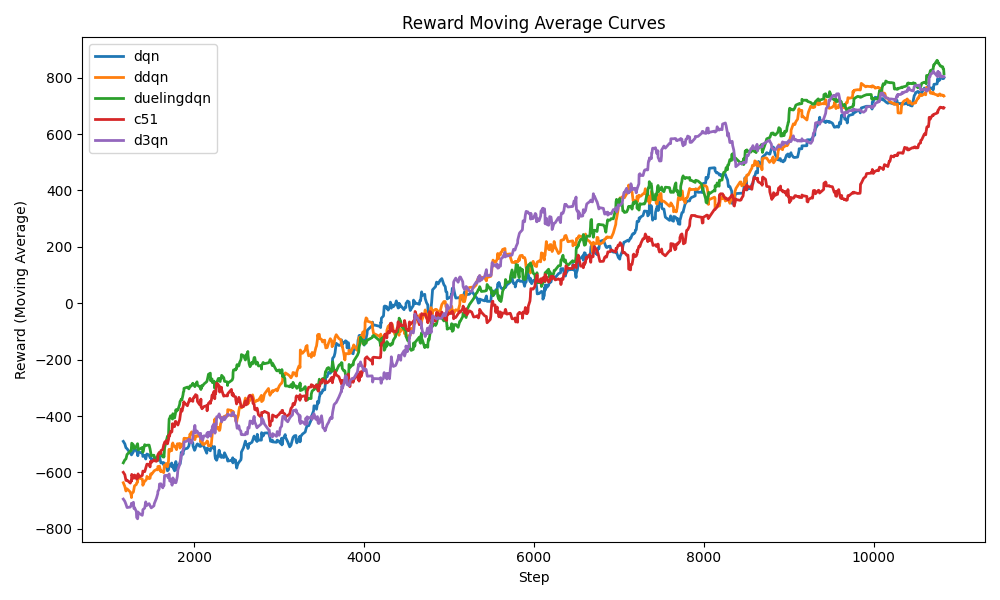 Reward Moving Average Curves
dqn
ddqn
duelingdqn
c51
d3qn
Reward (Moving Average)
800
600
400
200
0
−200
−400
−600
−800
2000 4000 6000 8000 10000
Step